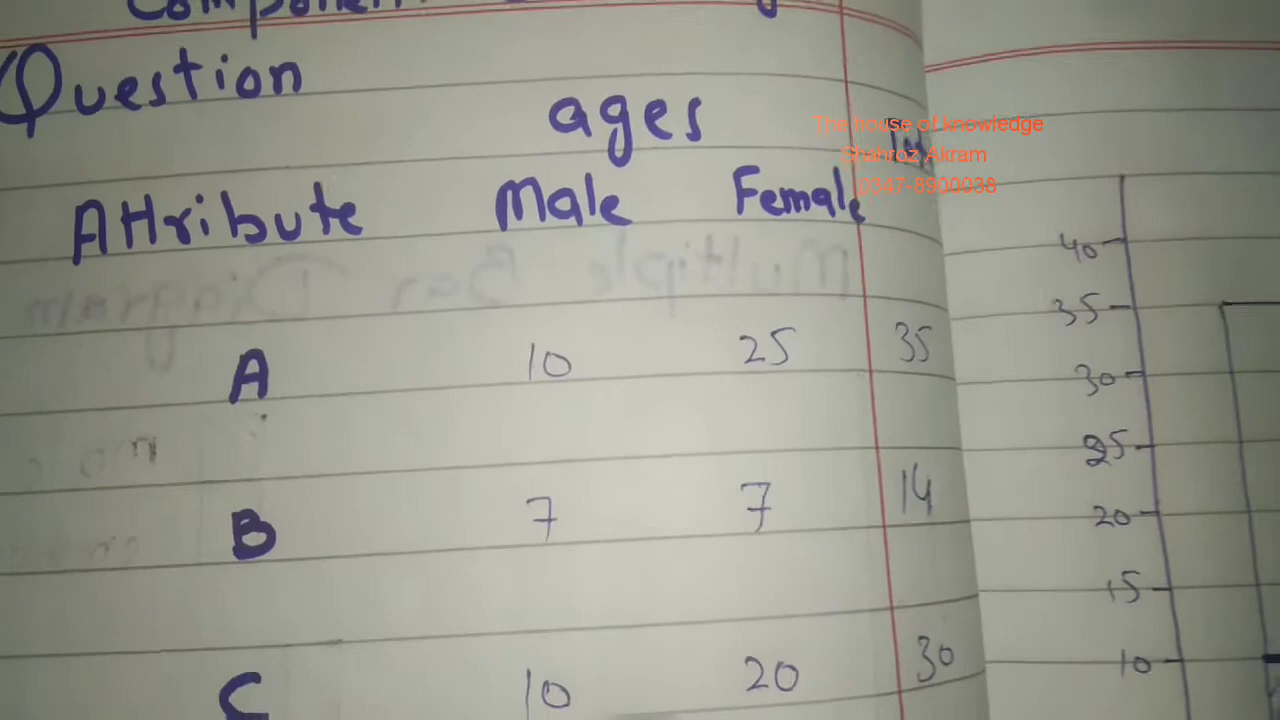 Question
ages
The house of knowledge
Shahroz Akram
0347-8900038
Attribute Male Female
A 10 25 35
B 7 7 14
C 10 20 30
40
35
30
25
20
15
10